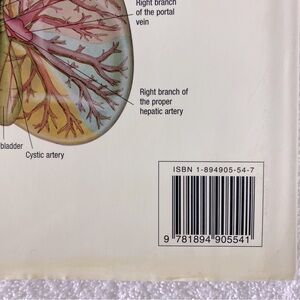 Right branch
of the portal
vein
Right branch of
the proper
hepatic artery
bladder
Cystic artery
ISBN 1-894905-54-7
9 781894 905541